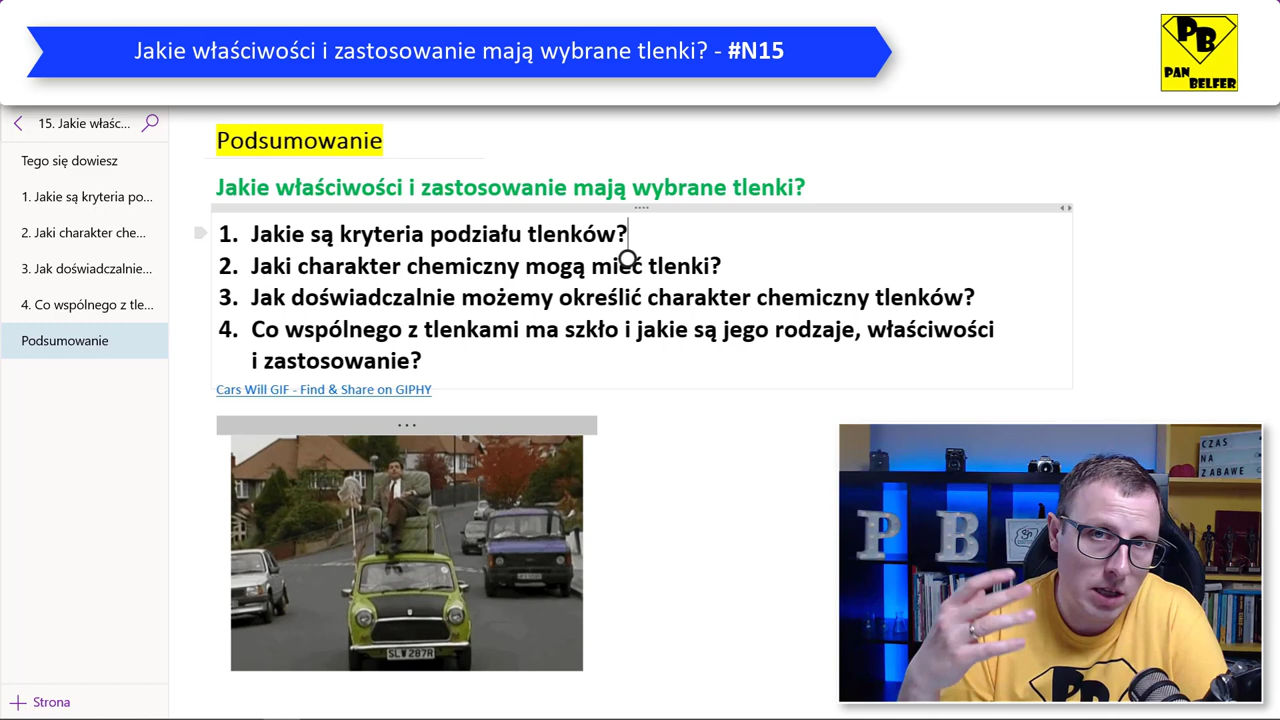 Jakie właściwości i zastosowanie mają wybrane tlenki? - #N15
PB
PAN
BELFER
15. Jakie właśc...
Tego się dowiesz
1. Jakie są kryteria po...
2. Jaki charakter che...
3. Jak doświadczalnie...
4. Co wspólnego z tle...
Podsumowanie
Strona
Podsumowanie
Jakie właściwości i zastosowanie mają wybrane tlenki?
1. Jakie są kryteria podziału tlenków?
2. Jaki charakter chemiczny mogą mieć tlenki?
3. Jak doświadczalnie możemy określić charakter chemiczny tlenków?
4. Co wspólnego z tlenkami ma szkło i jakie są jego rodzaje, właściwości
i zastosowanie?
Cars Will GIF - Find & Share on GIPHY
SLW 287R
CZAS
NA
ZABAWE
P B